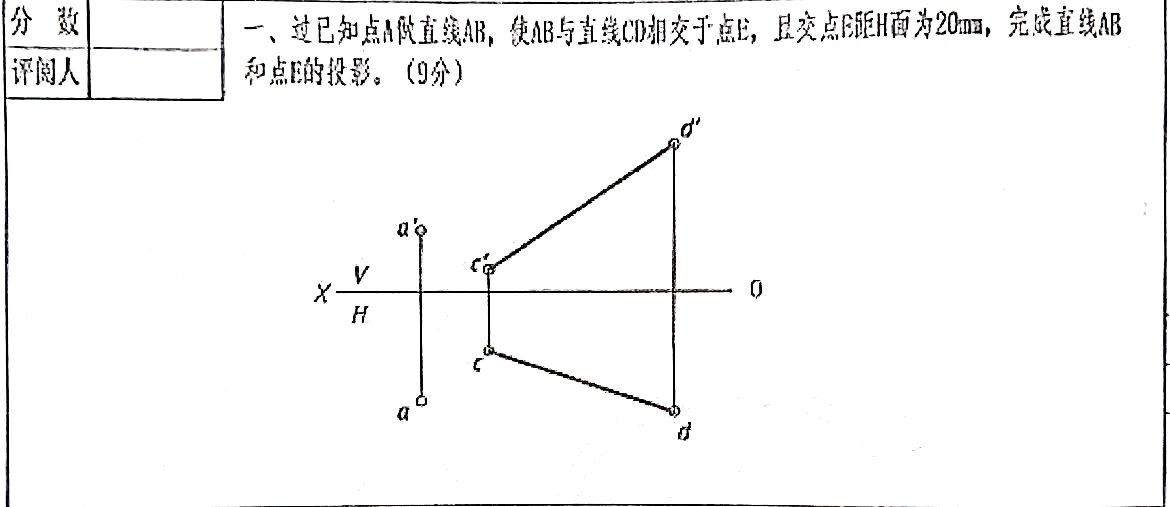 分 数
评阅人
一、过已知点A做直线AB，使AB与直线CD相交于点E，且交点E距H面为20mm，完成直线AB
和点E的投影。（9分）
d'
a'
c'
X
V
H
O
c
a
d